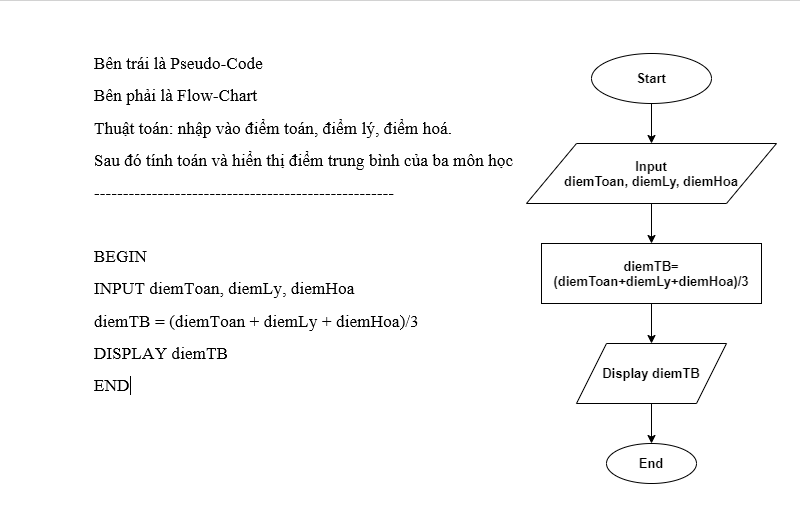 Bên trái là Pseudo-Code
Bên phải là Flow-Chart
Thuật toán: nhập vào điểm toán, điểm lý, điểm hoá.
Sau đó tính toán và hiển thị điểm trung bình của ba môn học
----------------------------------------------------
BEGIN
INPUT diemToan, diemLy, diemHoa
diemTB = (diemToan + diemLy + diemHoa)/3
DISPLAY diemTB
END
Start
Input
diemToan, diemLy, diemHoa
diemTB=
(diemToan+diemLy+diemHoa)/3
Display diemTB
End